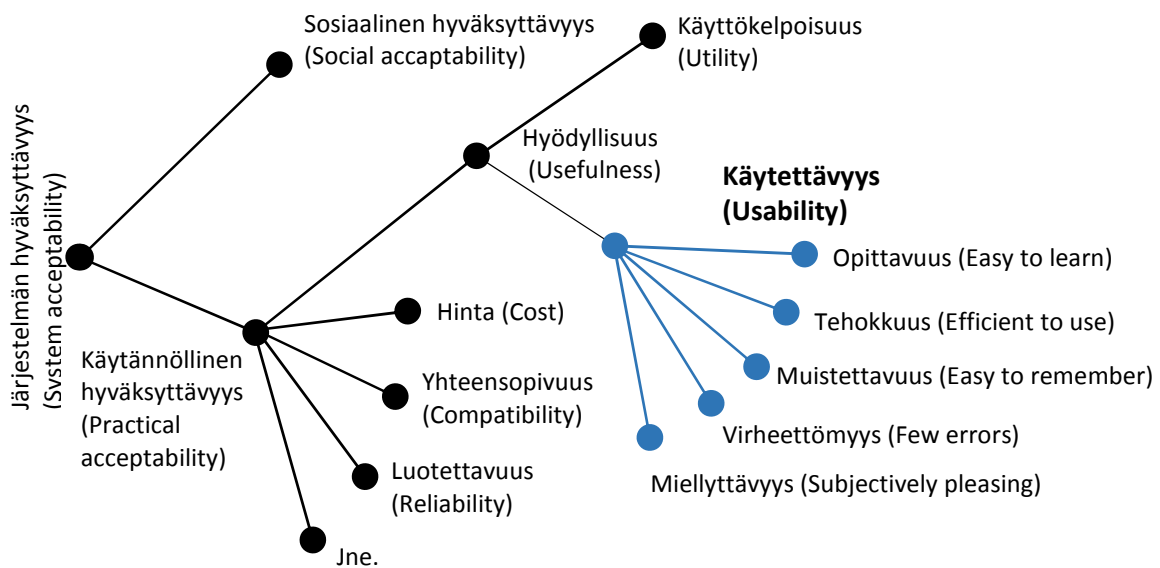 Järjestelmän hyväksyttävyys
(System acceptability)
Sosiaalinen hyväksyttävyys
(Social accaptability)
Käyttökelpoisuus
(Utility)
Hyödyllisuus
(Usefulness)
Käytettävyys
(Usability)
Opittavuus (Easy to learn)
Tehokkuus (Efficient to use)
Muistettavuus (Easy to remember)
Virheettömyys (Few errors)
Miellyttävyys (Subjectively pleasing)
Hinta (Cost)
Käytännöllinen
hyväksyttävyys
(Practical
acceptability)
Yhteensopivuus
(Compatibility)
Luotettavuus
(Reliability)
Jne.